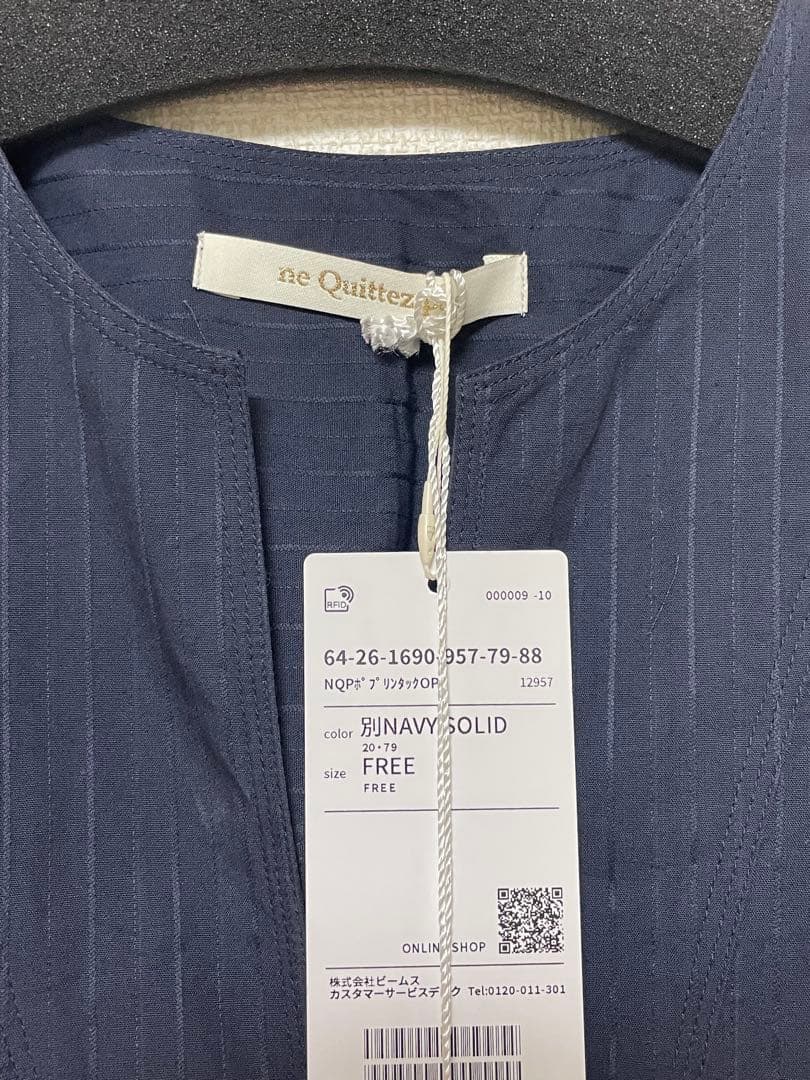 ne Quittez
RFID
000009 -10
64-26-1690-957-79-88
NQPﾎﾟﾌﾟﾘﾝﾀｯｸOP
12957
color 別NAVY SOLID
20・79
size FREE
FREE
ONLINE SHOP
株式会社ビームス
カスタマーサービスデスク Tel:0120-011-301